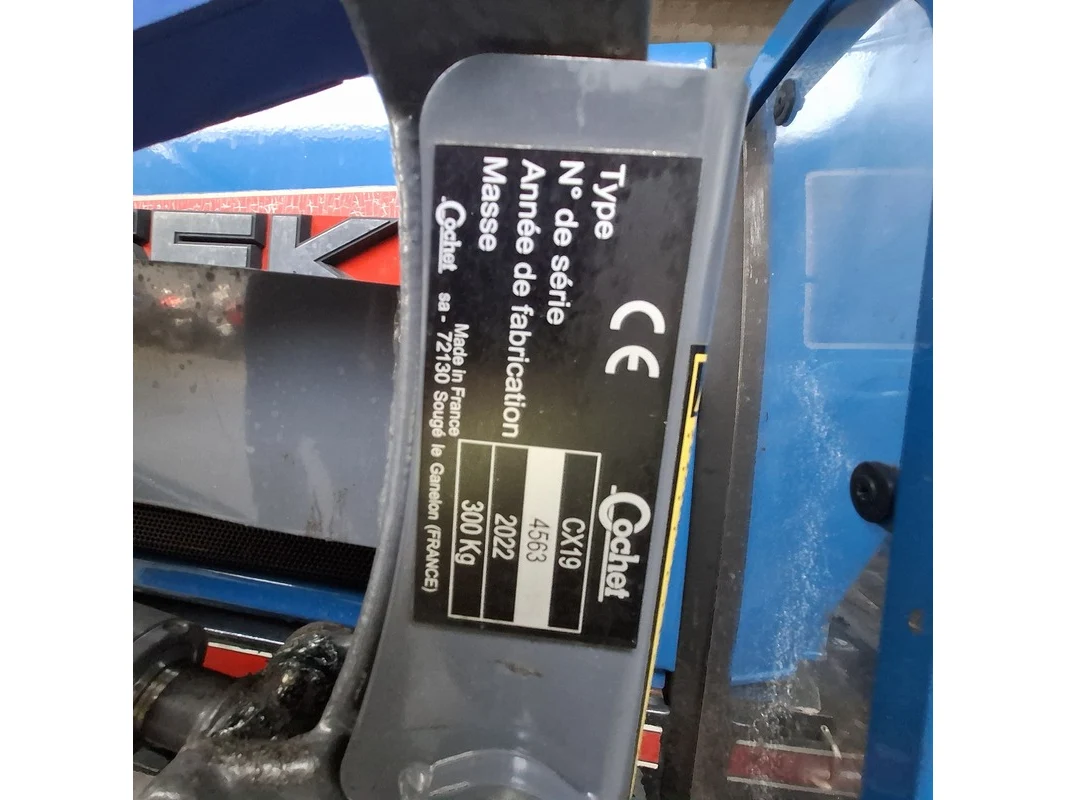 CE Cochet
Type CX19
N° de série 4563
Année de fabrication 2022
Masse 300 Kg
Made in France
Cochet sa - 72130 Sougé le Ganelon (FRANCE)